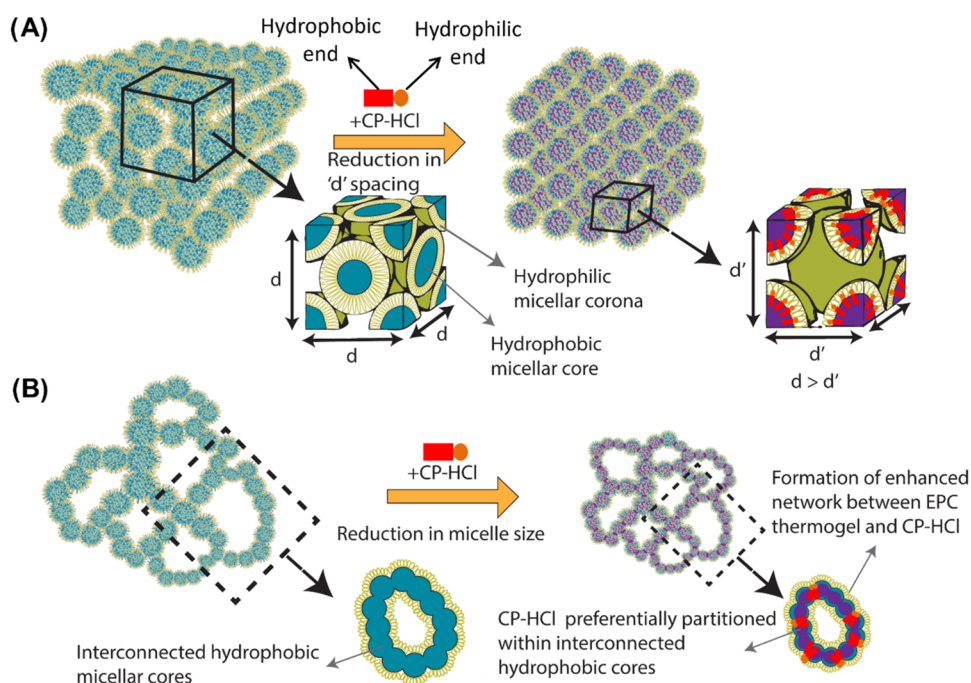 (A)
Hydrophobic
end
Hydrophilic
end
+CP-HCl
Reduction in
'd' spacing
d
d
d
Hydrophilic
micellar corona
Hydrophobic
micellar core
d'
d'
d > d'
(B)
+CP-HCl
Reduction in micelle size
Formation of enhanced
network between EPC
thermogel and CP-HCl
Interconnected hydrophobic
micellar cores
CP-HCl preferentially partitioned
within interconnected
hydrophobic cores